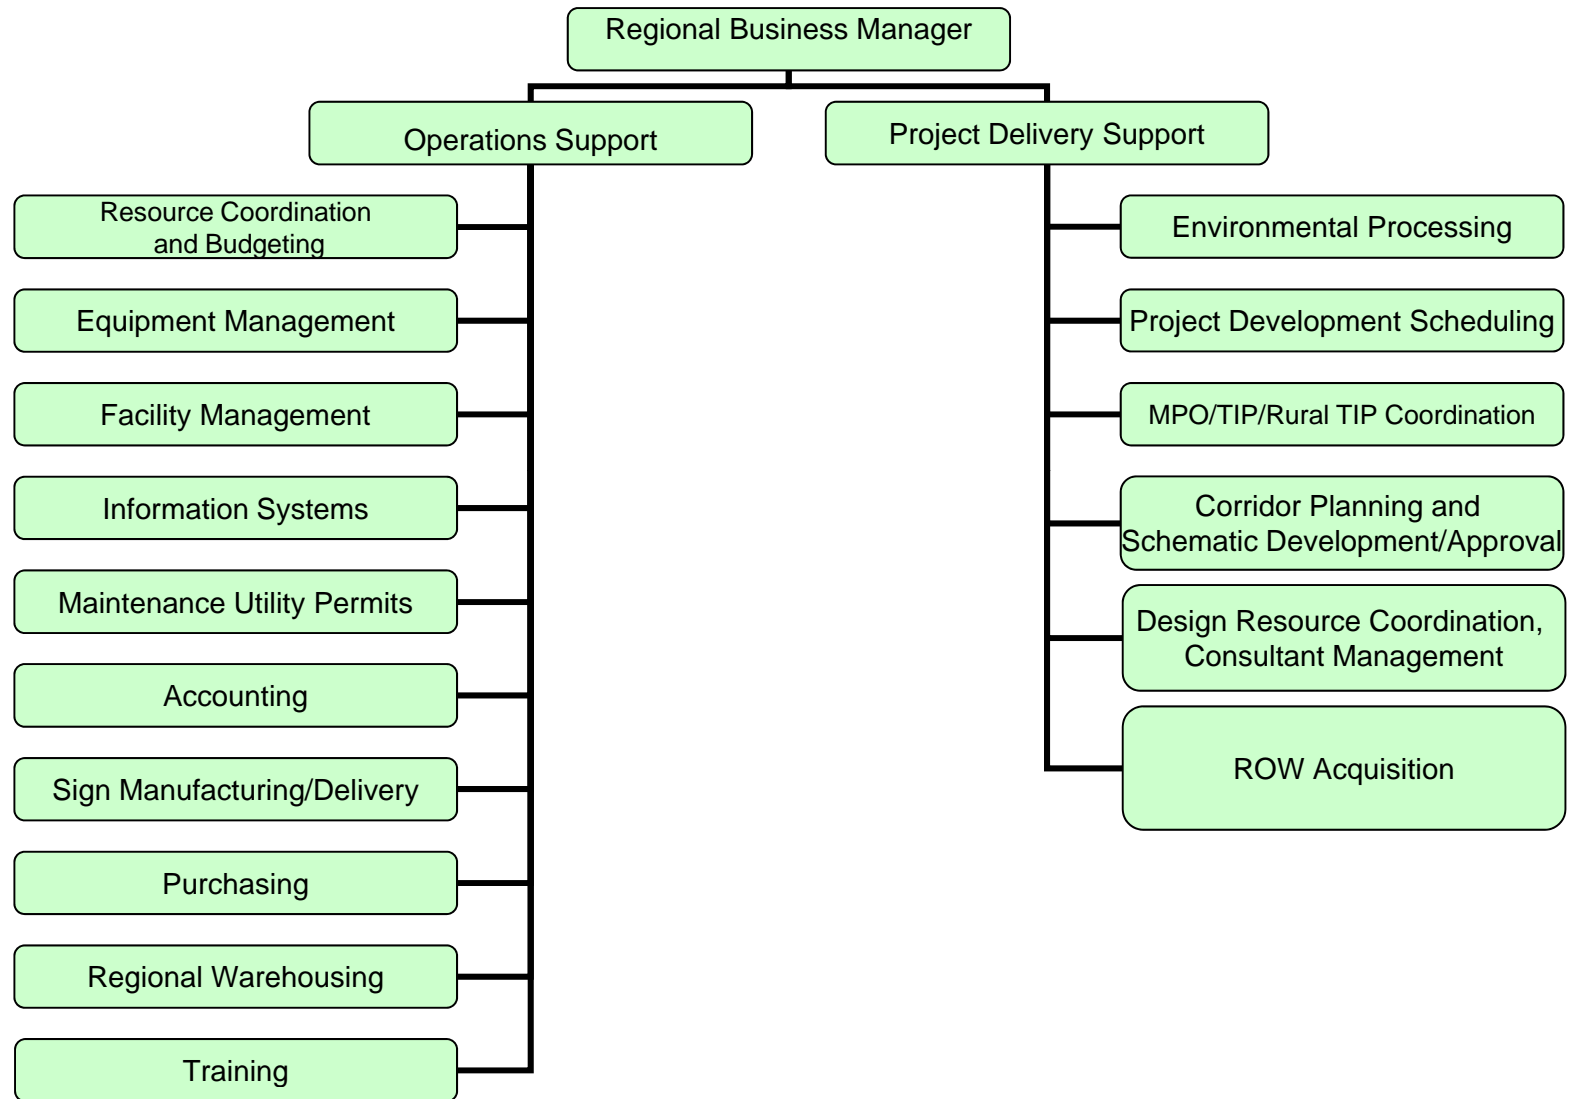 Regional Business Manager
Operations Support
Project Delivery Support
Resource Coordination
and Budgeting
Equipment Management
Facility Management
Information Systems
Maintenance Utility Permits
Accounting
Sign Manufacturing/Delivery
Purchasing
Regional Warehousing
Training
Environmental Processing
Project Development Scheduling
MPO/TIP/Rural TIP Coordination
Corridor Planning and
Schematic Development/Approval
Design Resource Coordination,
Consultant Management
ROW Acquisition